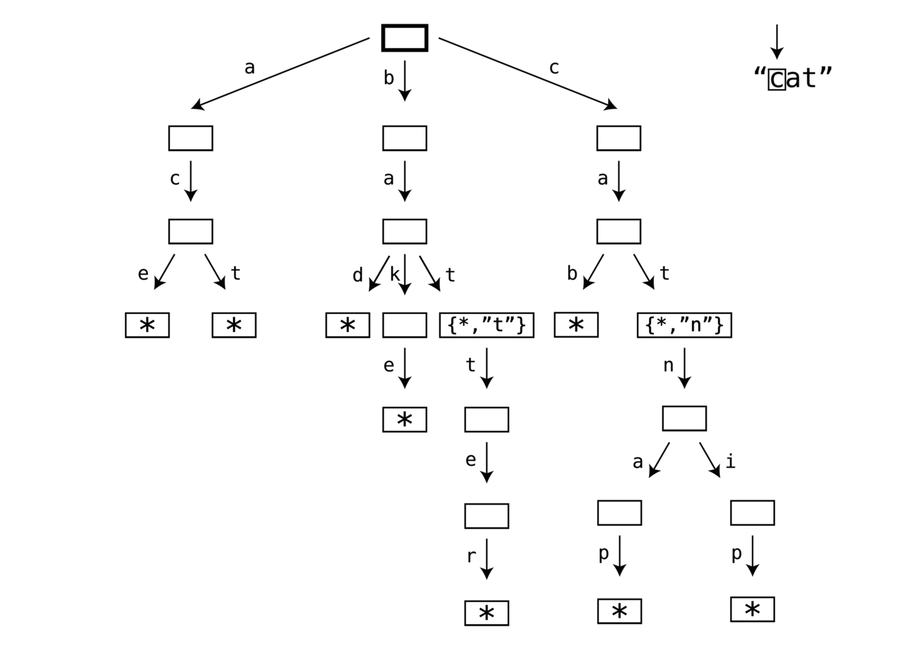 a b c
“cat”
c a a
e t d k t b t
* * * {*,”t”} * {*,”n”}
e t n
*
e a i
r p p
* * *